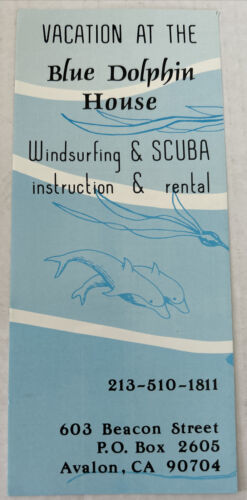 VACATION AT THE
Blue Dolphin
House
Windsurfing & SCUBA
instruction & rental
213-510-1811
603 Beacon Street
P.O. Box 2605
Avalon, CA 90704